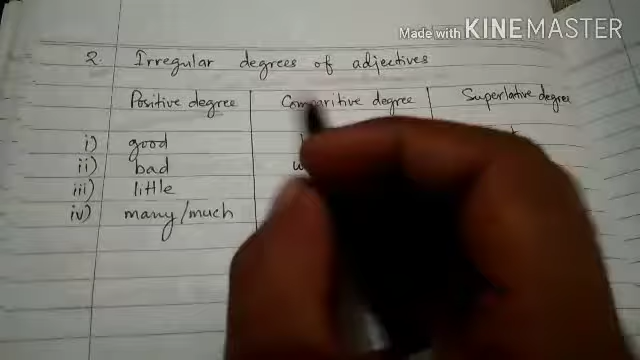 Made with KINEMASTER
2. Irregular degrees of adjectives
Positive degree Comparitive degree Superlative degree
i) good
ii) bad
iii) little
iv) many/much